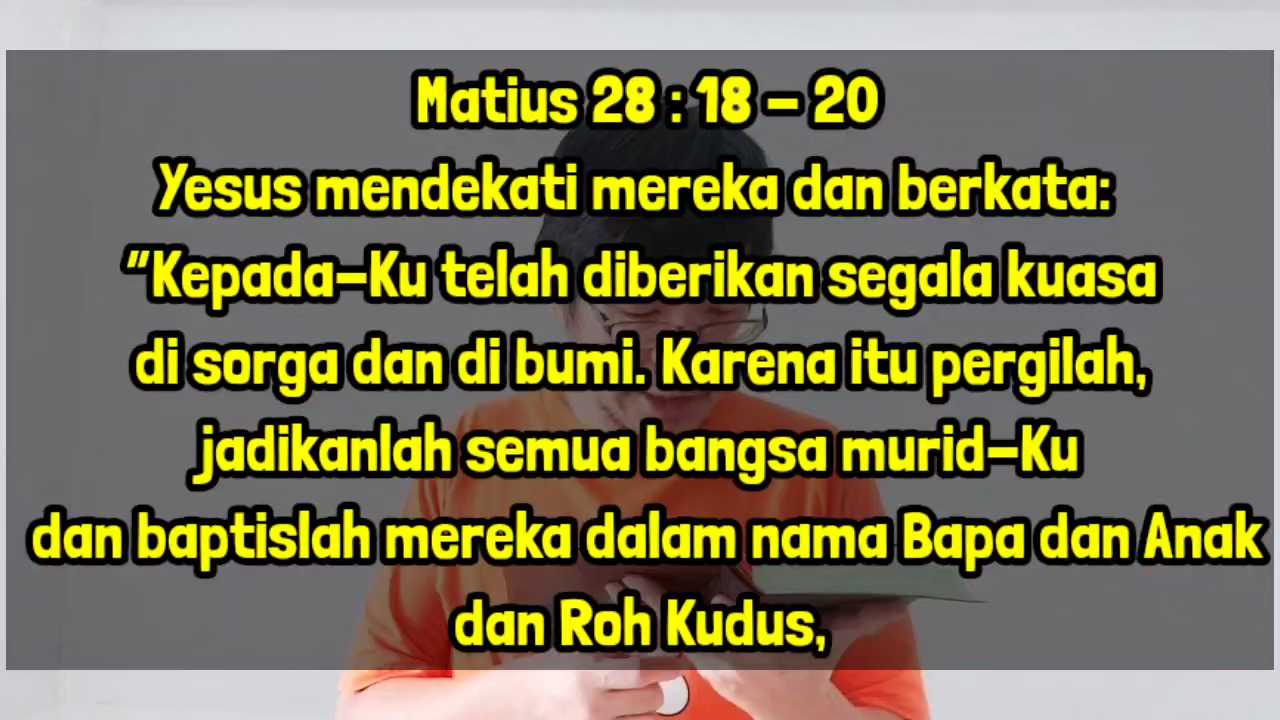 Matius 28 : 18 – 20
Yesus mendekati mereka dan berkata:
"Kepada–Ku telah diberikan segala kuasa
di sorga dan di bumi. Karena itu pergilah,
jadikanlah semua bangsa murid–Ku
dan baptislah mereka dalam nama Bapa dan Anak
dan Roh Kudus,